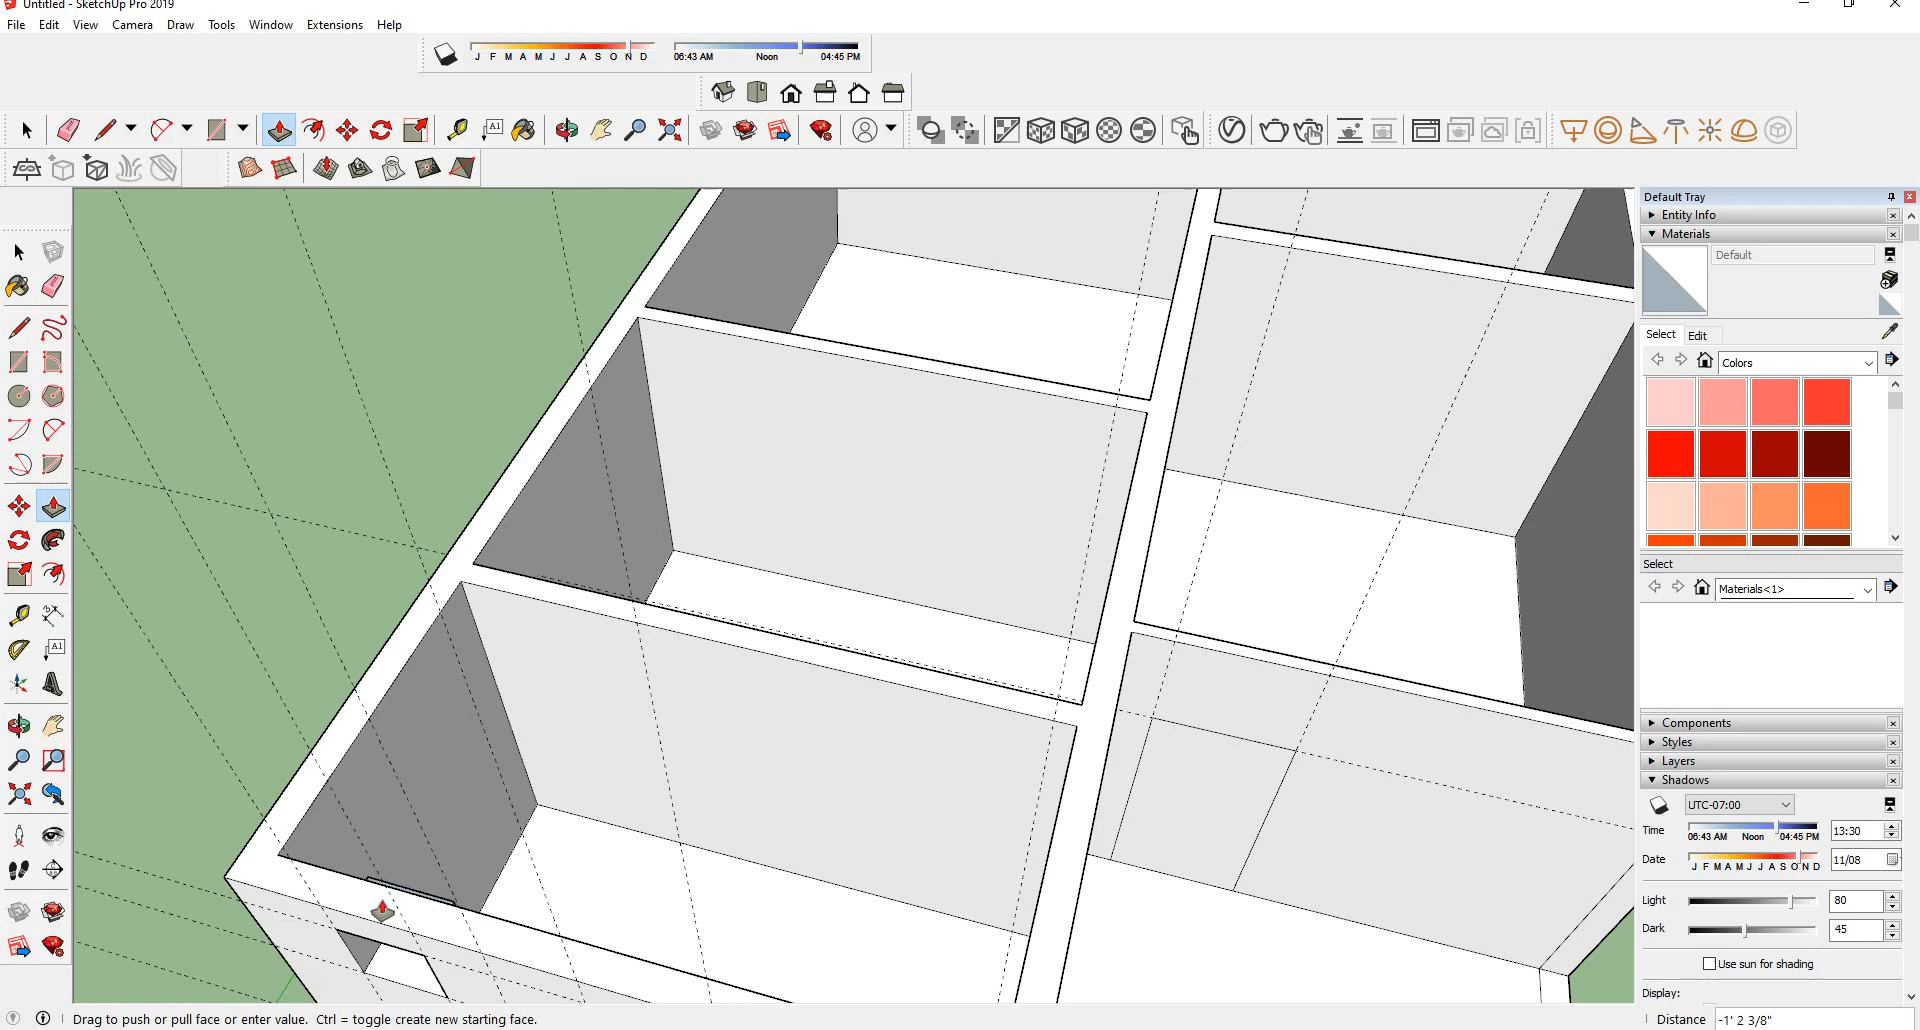 Untitled - SketchUp Pro 2019
File Edit View Camera Draw Tools Window Extensions Help
J F M A M J J A S O N D
06:43 AM Noon 04:45 PM
A1
Default Tray
Entity Info
Materials
Default
Select Edit
Colors
Select
Materials<1>
A1
Components
Styles
Layers
Shadows
UTC-07:00
Time 06:43 AM Noon 04:45 PM 13:30
Date J F M A M J J A S O N D 11/08
Light 80
Dark 45
Use sun for shading
Display:
Drag to push or pull face or enter value. Ctrl = toggle create new starting face.
Distance -1' 2 3/8"